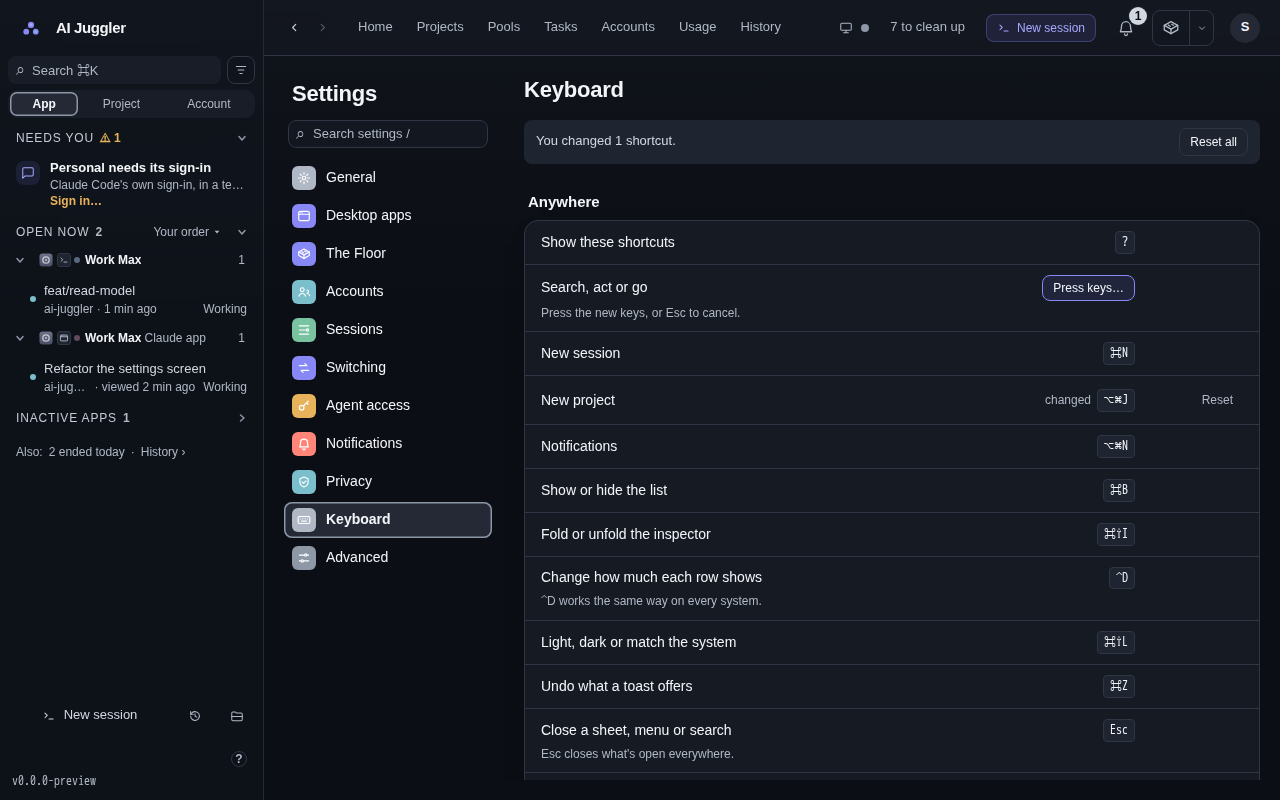 AI Juggler
Search ⌘K
App
Project
Account
NEEDS YOU ⚠ 1
Personal needs its sign-in
Claude Code's own sign-in, in a te…
Sign in…
OPEN NOW 2
Your order
Work Max
1
feat/read-model
ai-juggler · 1 min ago
Working
Work Max Claude app
1
Refactor the settings screen
ai-jug… · viewed 2 min ago
Working
INACTIVE APPS 1
Also: 2 ended today · History ›
New session
?
v0.0.0-preview
Home
Projects
Pools
Tasks
Accounts
Usage
History
7 to clean up
New session
1
S
Settings
Search settings /
General
Desktop apps
The Floor
Accounts
Sessions
Switching
Agent access
Notifications
Privacy
Keyboard
Advanced
Keyboard
You changed 1 shortcut.
Reset all
Anywhere
Show these shortcuts
?
Search, act or go
Press keys…
Press the new keys, or Esc to cancel.
New session
⌘N
New project
changed
⌥⌘J
Reset
Notifications
⌥⌘N
Show or hide the list
⌘B
Fold or unfold the inspector
⌘⇧I
Change how much each row shows
^D
^D works the same way on every system.
Light, dark or match the system
⌘⇧L
Undo what a toast offers
⌘Z
Close a sheet, menu or search
Esc
Esc closes what's open everywhere.